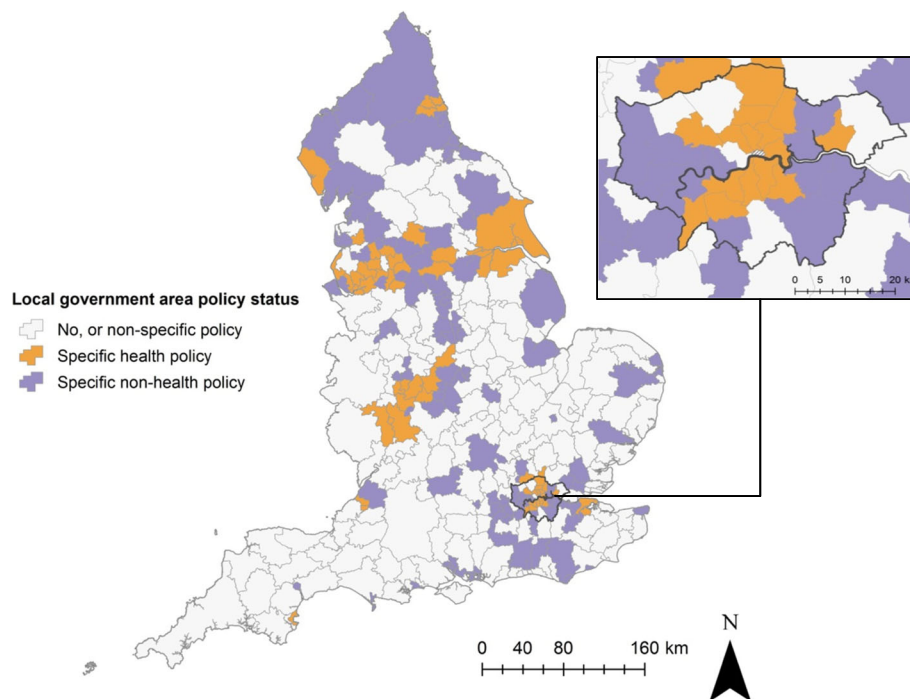 Local government area policy status
No, or non-specific policy
Specific health policy
Specific non-health policy
0 5 10 20 k
N
0 40 80 160 km